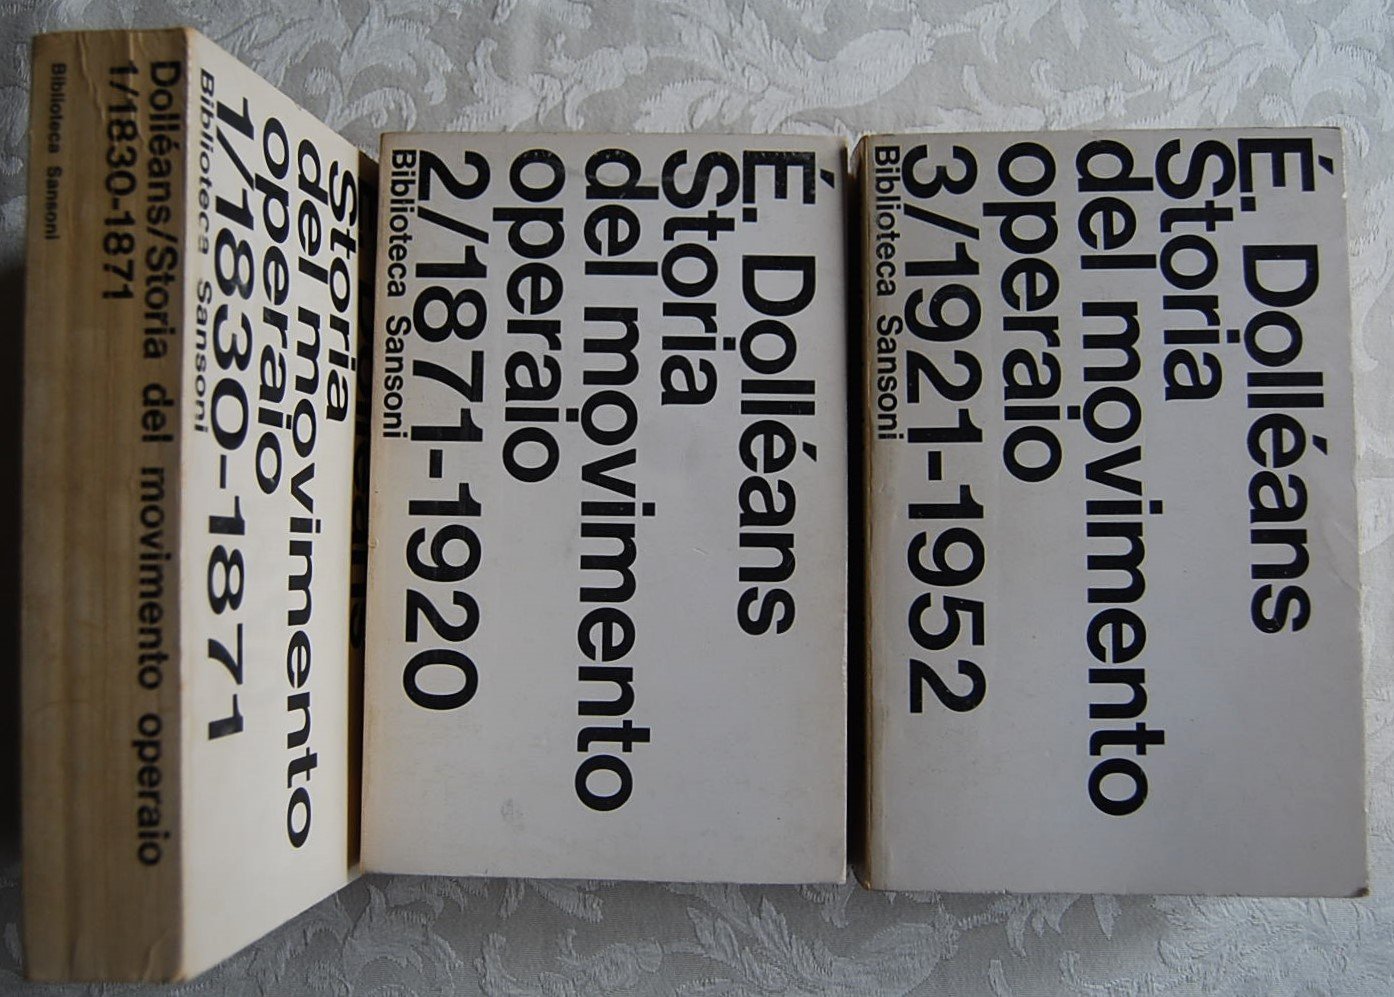 Dolléans/Storia del movimento operaio
1/1830-1871
Biblioteca Sansoni
Storia
del movimento
operaio
1/1830-1871
Biblioteca Sansoni
É. Dolléans
Storia
del movimento
operaio
2/1871-1920
Biblioteca Sansoni
É. Dolléans
Storia
del movimento
operaio
3/1921-1952
Biblioteca Sansoni